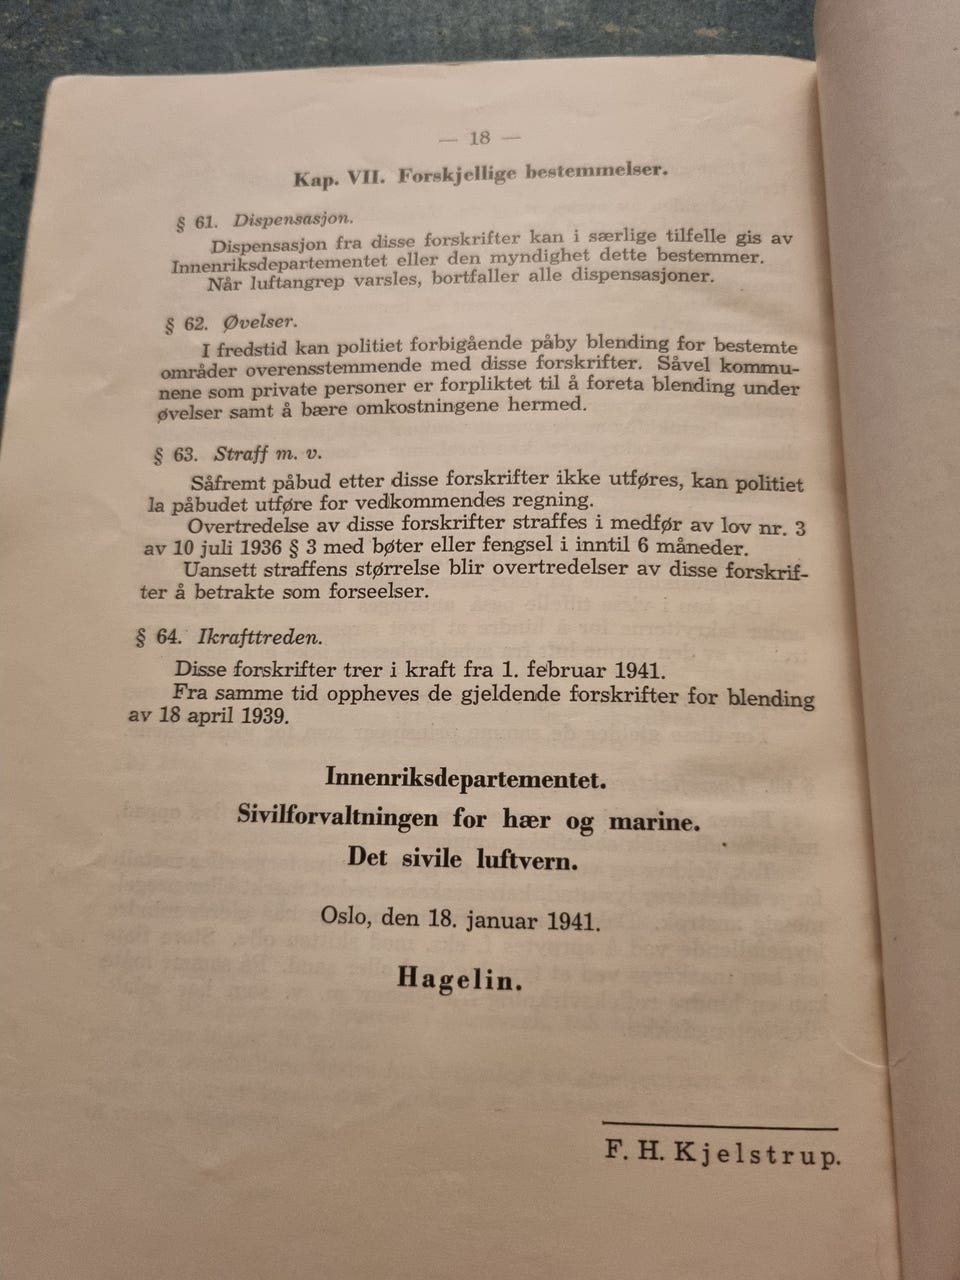 — 18 —
Kap. VII. Forskjellige bestemmelser.
§ 61. Dispensasjon.
Dispensasjon fra disse forskrifter kan i særlige tilfelle gis av
Innenriksdepartementet eller den myndighet dette bestemmer.
Når luftangrep varsles, bortfaller alle dispensasjoner.
§ 62. Øvelser.
I fredstid kan politiet forbigående påby blending for bestemte
områder overensstemmende med disse forskrifter. Såvel kommu-
nene som private personer er forpliktet til å foreta blending under
øvelser samt å bære omkostningene hermed.
§ 63. Straff m. v.
Såfremt påbud etter disse forskrifter ikke utføres, kan politiet
la påbudet utføre for vedkommendes regning.
Overtredelse av disse forskrifter straffes i medfør av lov nr. 3
av 10 juli 1936 § 3 med bøter eller fengsel i inntil 6 måneder.
Uansett straffens størrelse blir overtredelser av disse forskrif-
ter å betrakte som forseelser.
§ 64. Ikrafttreden.
Disse forskrifter trer i kraft fra 1. februar 1941.
Fra samme tid oppheves de gjeldende forskrifter for blending
av 18 april 1939.
Innenriksdepartementet.
Sivilforvaltningen for hær og marine.
Det sivile luftvern.
Oslo, den 18. januar 1941.
Hagelin.
F. H. Kjelstrup.